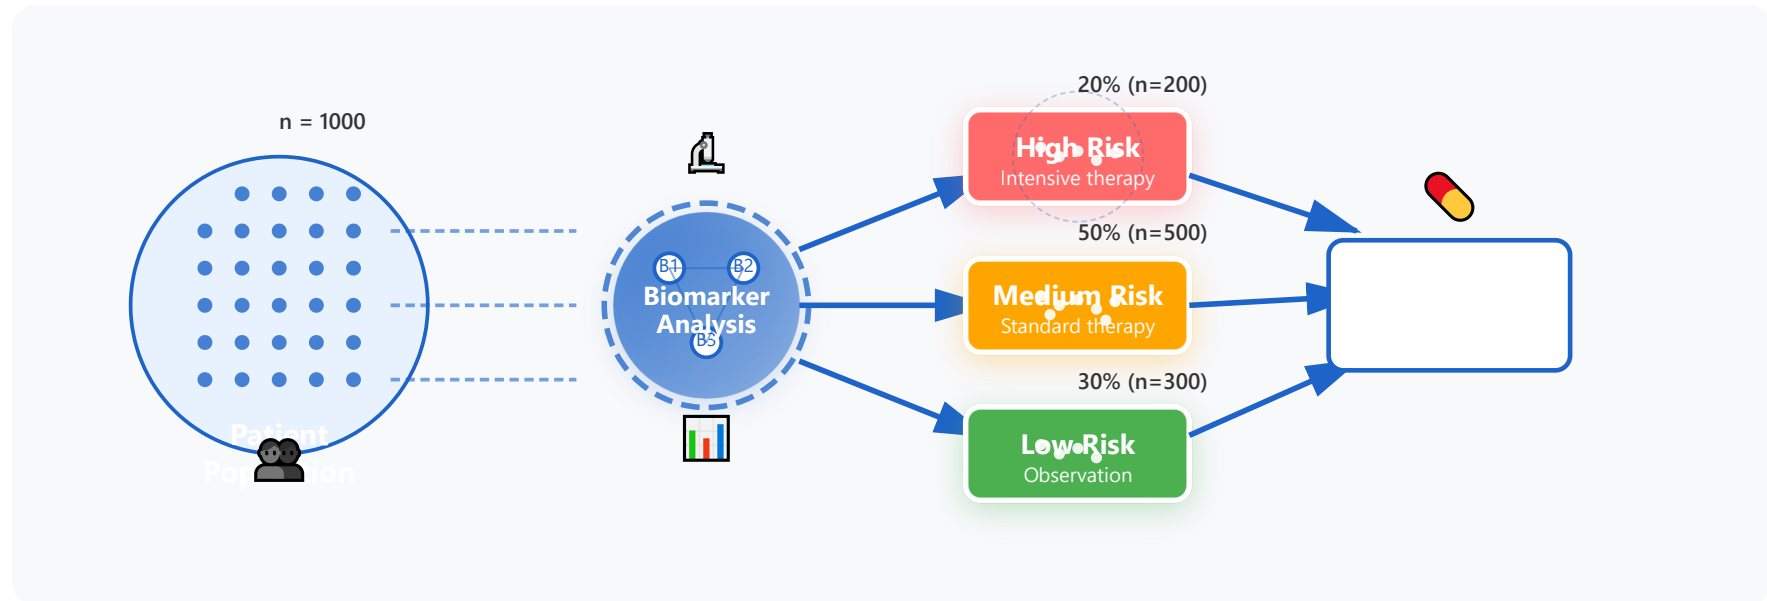 n = 1000
Patient
B1
B2
Biomarker
Analysis
B3
20% (n=200)
High Risk
Intensive therapy
50% (n=500)
Medium Risk
Standard therapy
30% (n=300)
Low Risk
Observation